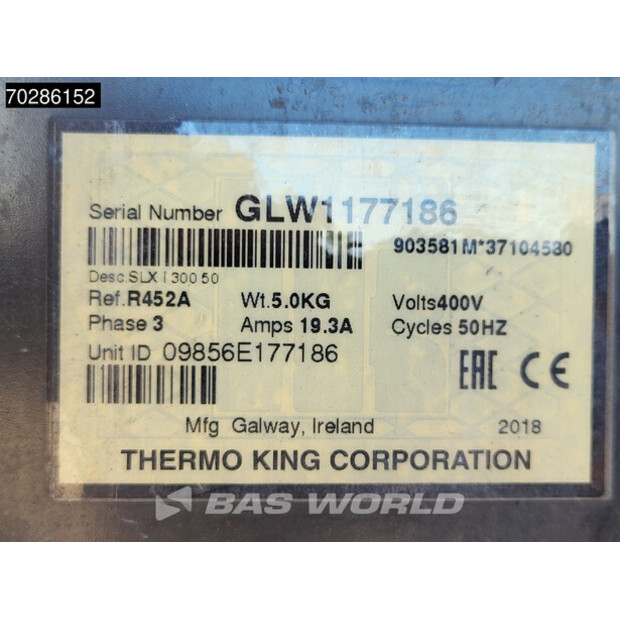 70286152
Serial Number GLW1177186
903581M*37104580
Desc.SLX i 300 50
Ref.R452A Wt.5.0KG Volts400V
Phase 3 Amps 19.3A Cycles 50HZ
Unit ID 09856E177186
EAC CE
Mfg Galway, Ireland 2018
THERMO KING CORPORATION
BAS WORLD